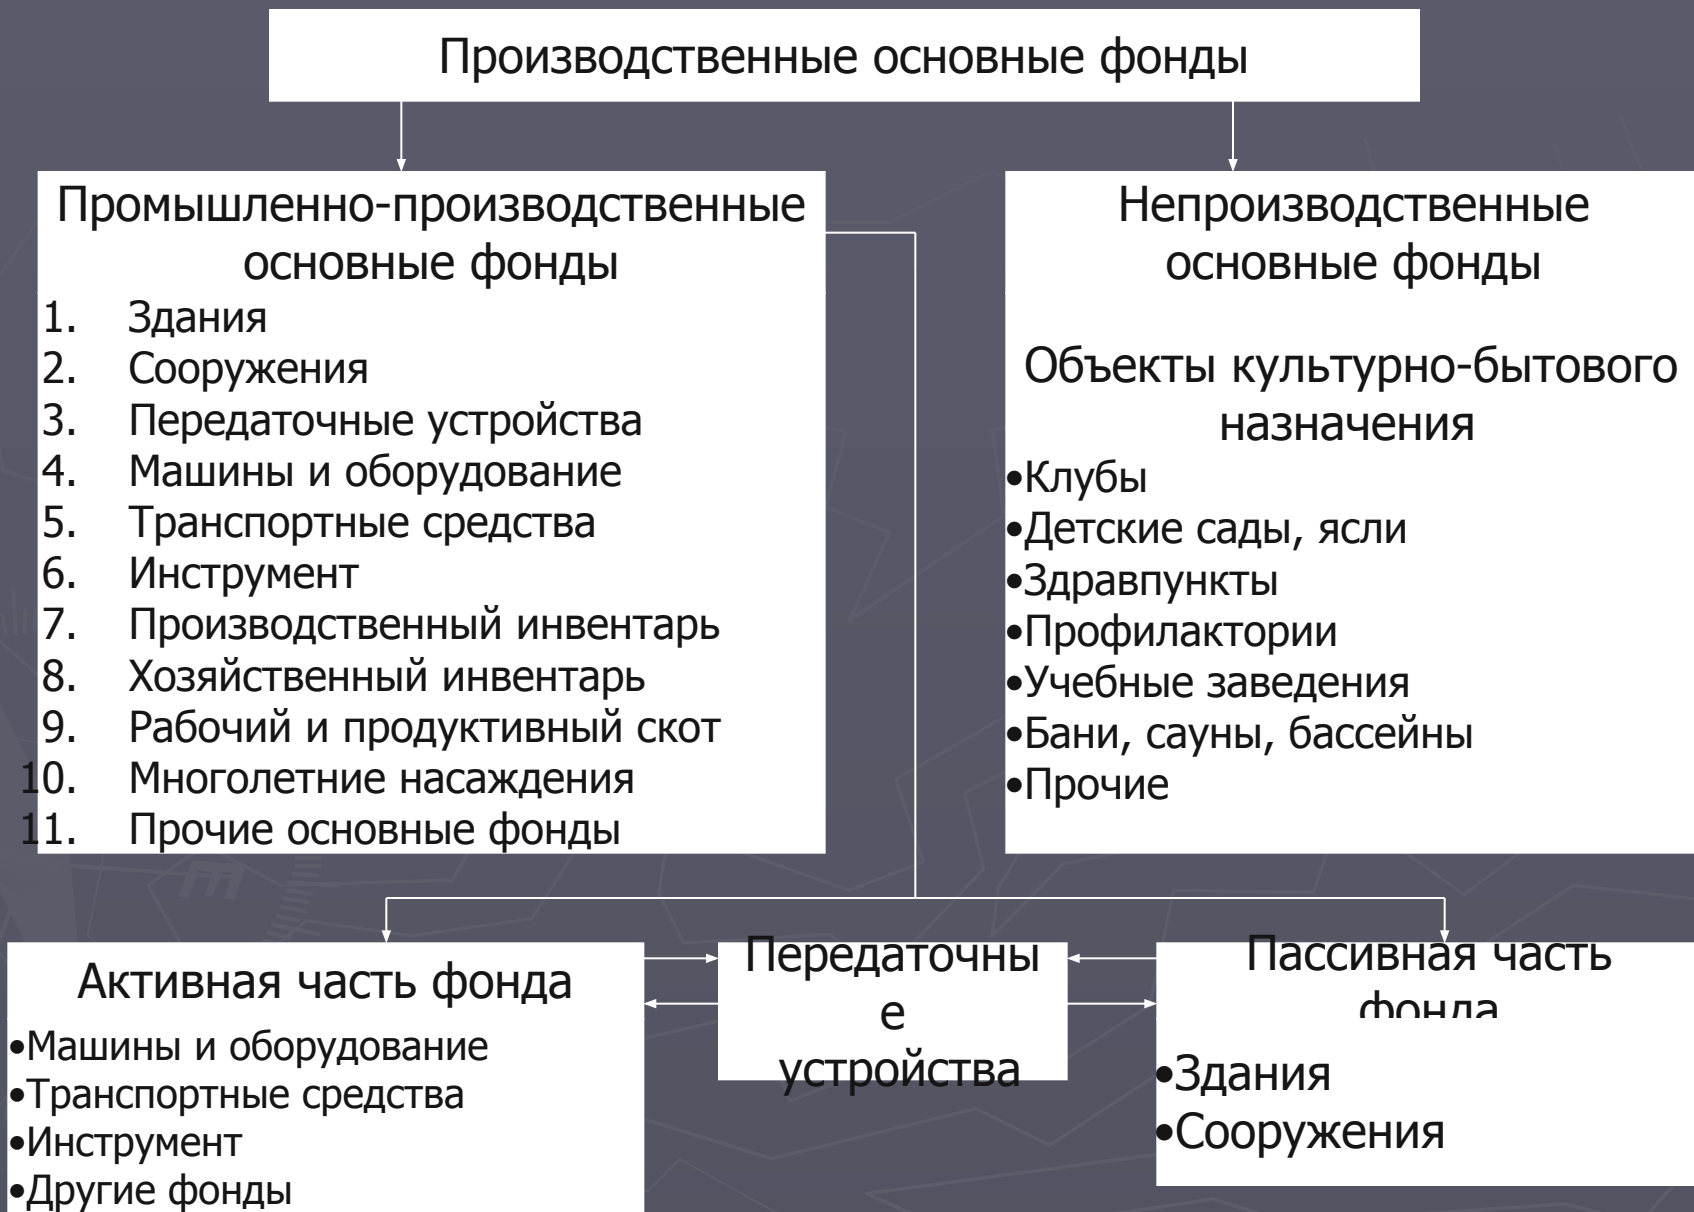 Производственные основные фонды
Промышленно-производственные
основные фонды
1. Здания
2. Сооружения
3. Передаточные устройства
4. Машины и оборудование
5. Транспортные средства
6. Инструмент
7. Производственный инвентарь
8. Хозяйственный инвентарь
9. Рабочий и продуктивный скот
10. Многолетние насаждения
11. Прочие основные фонды
Непроизводственные
основные фонды
Объекты культурно-бытового
назначения
•Клубы
•Детские сады, ясли
•Здравпункты
•Профилактории
•Учебные заведения
•Бани, сауны, бассейны
•Прочие
Активная часть фонда
•Машины и оборудование
•Транспортные средства
•Инструмент
•Другие фонды
Передаточны
е
устройства
Пассивная часть
фонда
•Здания
•Сооружения